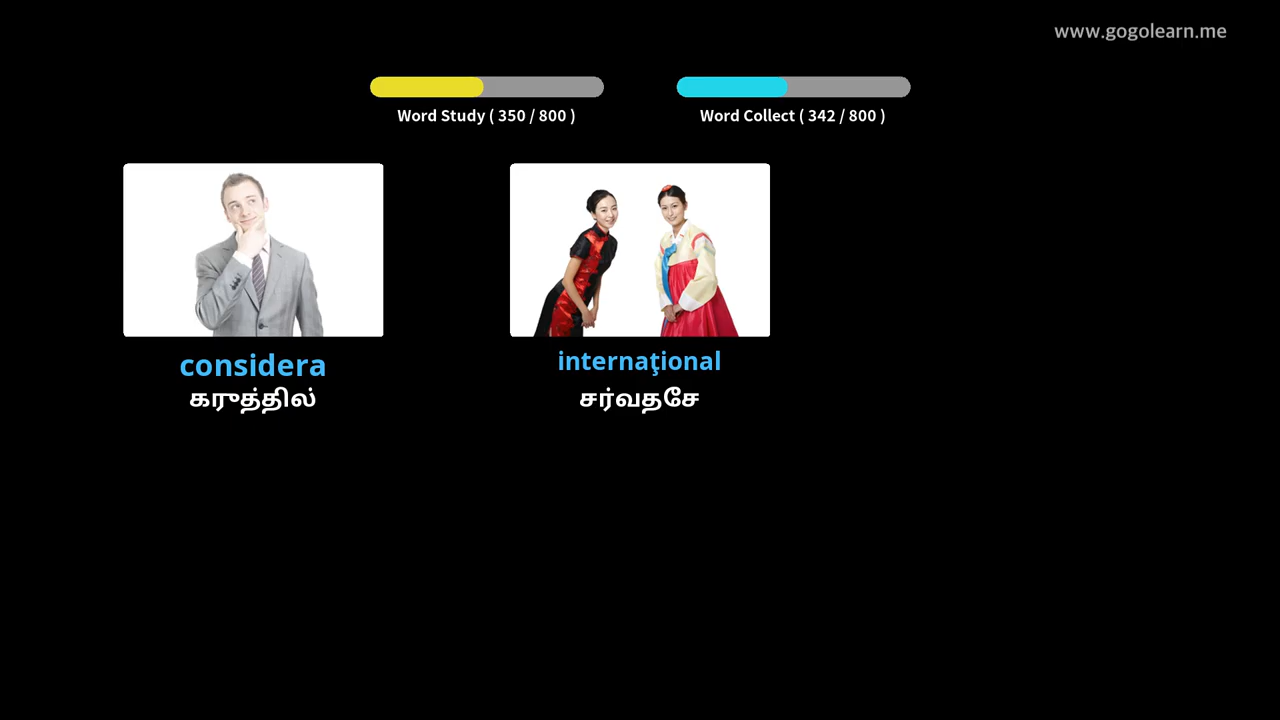 www.gogolearn.me
Word Study ( 350 / 800 )
Word Collect ( 342 / 800 )
considera
கருத்தில்
internaţional
சர்வதசே